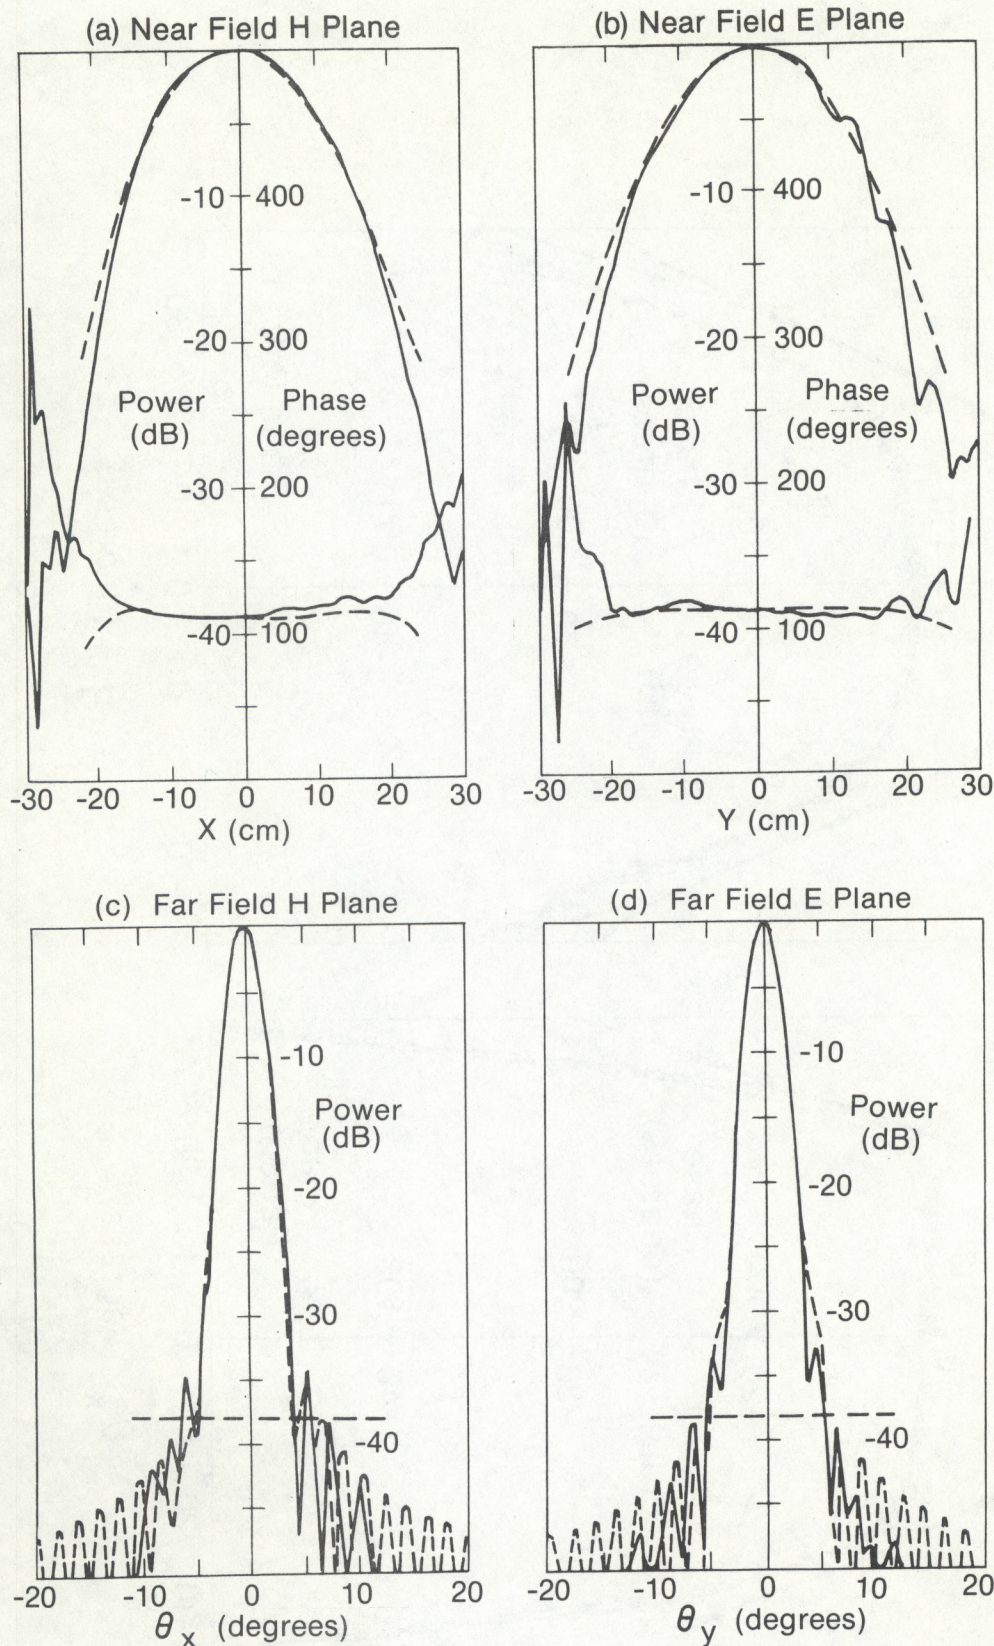 (a) Near Field H Plane
-10 400
-20 300
Power (dB)
Phase (degrees)
-30 200
-40 100
-30 -20 -10 0 10 20 30
X (cm)
(b) Near Field E Plane
-10 400
-20 300
Power (dB)
Phase (degrees)
-30 200
-40 100
-30 -20 -10 0 10 20 30
Y (cm)
(c) Far Field H Plane
-10
Power (dB)
-20
-30
-40
-20 -10 0 10 20
θx (degrees)
(d) Far Field E Plane
-10
Power (dB)
-20
-30
-40
-20 -10 0 10 20
θy (degrees)